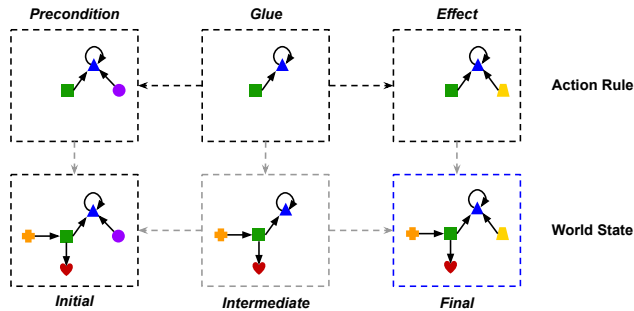 Precondition
Glue
Effect
Action Rule
World State
Initial
Intermediate
Final